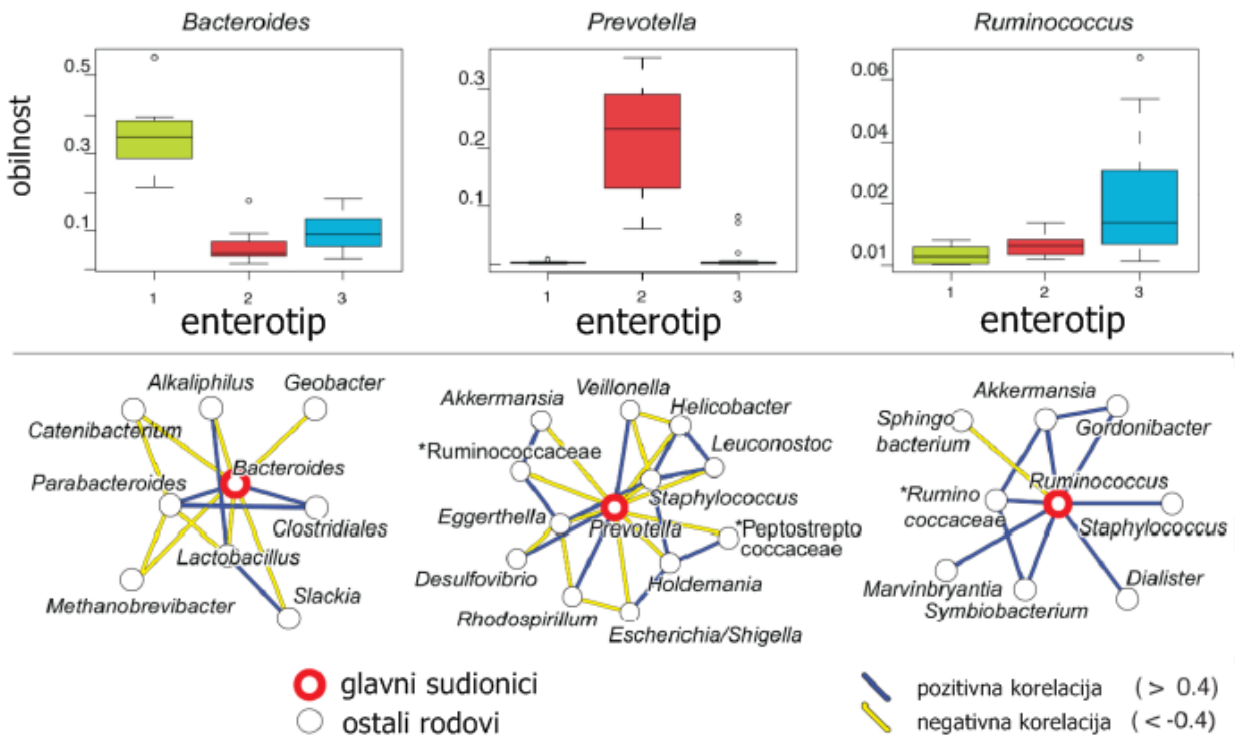 Bacteroides
Prevotella
Ruminococcus
obilnost
0.5
0.3
0.1
1
2
3
enterotip
0.3
0.1
1
2
3
enterotip
0.06
0.04
0.02
0.01
1
2
3
enterotip
Alkaliphilus
Geobacter
Catenibacterium
Bacteroides
Parabacteroides
Clostridiales
Lactobacillus
Methanobrevibacter
Slackia
Veillonella
Akkermansia
Helicobacter
*Ruminococcaceae
Leuconostoc
Staphylococcus
Eggerthella
Prevotella
*Peptostrepto
coccaceae
Desulfovibrio
Holdemania
Rhodospirillum
Escherichia/Shigella
Akkermansia
Sphingo
bacterium
Gordonibacter
Ruminococcus
*Rumino
coccaceae
Staphylococcus
Marvinbryantia
Dialister
Symbiobacterium
glavni sudionici
ostali rodovi
pozitivna korelacija (> 0.4)
negativna korelacija (< -0.4)